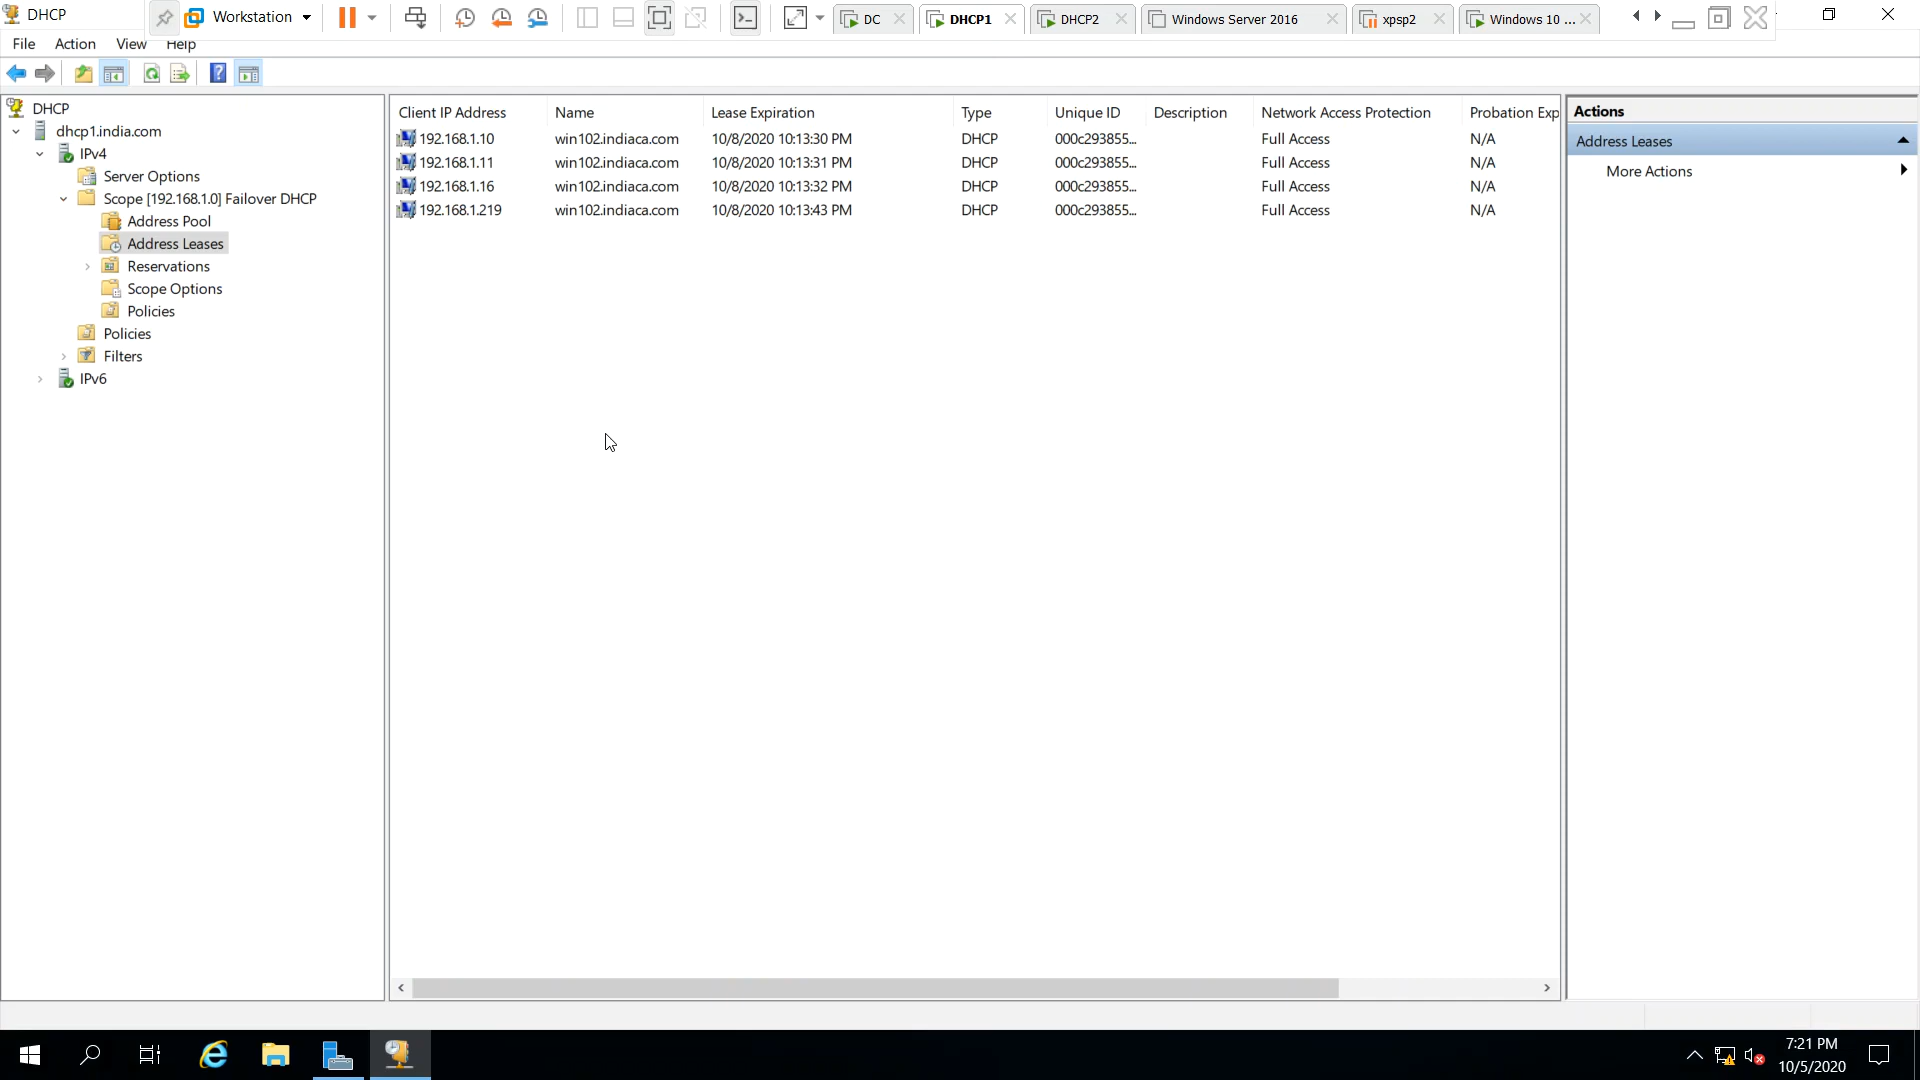 DHCP
Workstation
DC
DHCP1
DHCP2
Windows Server 2016
xpsp2
Windows 10 ...
File Action View Help
DHCP
dhcp1.india.com
IPv4
Server Options
Scope [192.168.1.0] Failover DHCP
Address Pool
Address Leases
Reservations
Scope Options
Policies
Policies
Filters
IPv6
Client IP Address Name Lease Expiration Type Unique ID Description Network Access Protection Probation Exp
192.168.1.10 win102.indiaca.com 10/8/2020 10:13:30 PM DHCP 000c293855... Full Access N/A
192.168.1.11 win102.indiaca.com 10/8/2020 10:13:31 PM DHCP 000c293855... Full Access N/A
192.168.1.16 win102.indiaca.com 10/8/2020 10:13:32 PM DHCP 000c293855... Full Access N/A
192.168.1.219 win102.indiaca.com 10/8/2020 10:13:43 PM DHCP 000c293855... Full Access N/A
Actions
Address Leases
More Actions
7:21 PM
10/5/2020